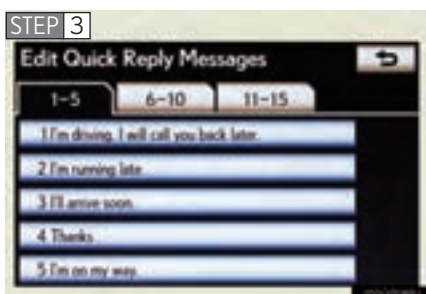 STEP 3
Edit Quick Reply Messages
1-5 6-10 11-15
1 I'm driving, I will call you back later.
2 I'm running late.
3 I'll arrive soon.
4 Thanks.
5 I'm on my way.